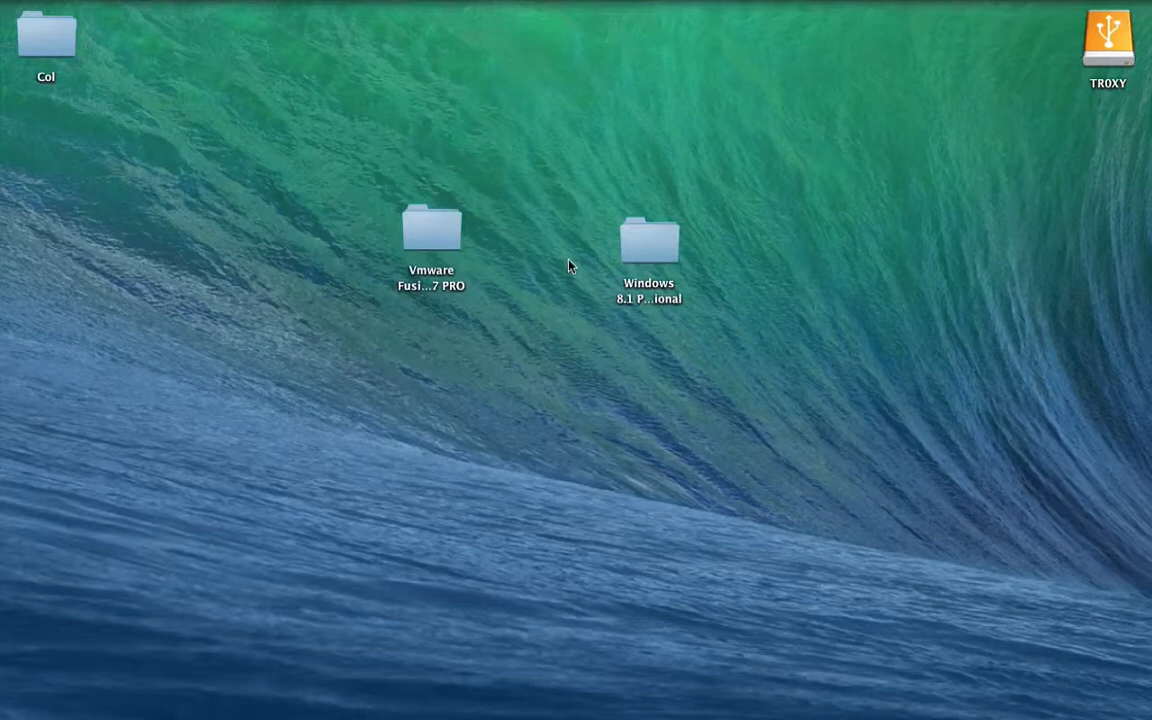 Col
TR0XY
Vmware
Fusi...7 PRO
Windows
8.1 P...ional